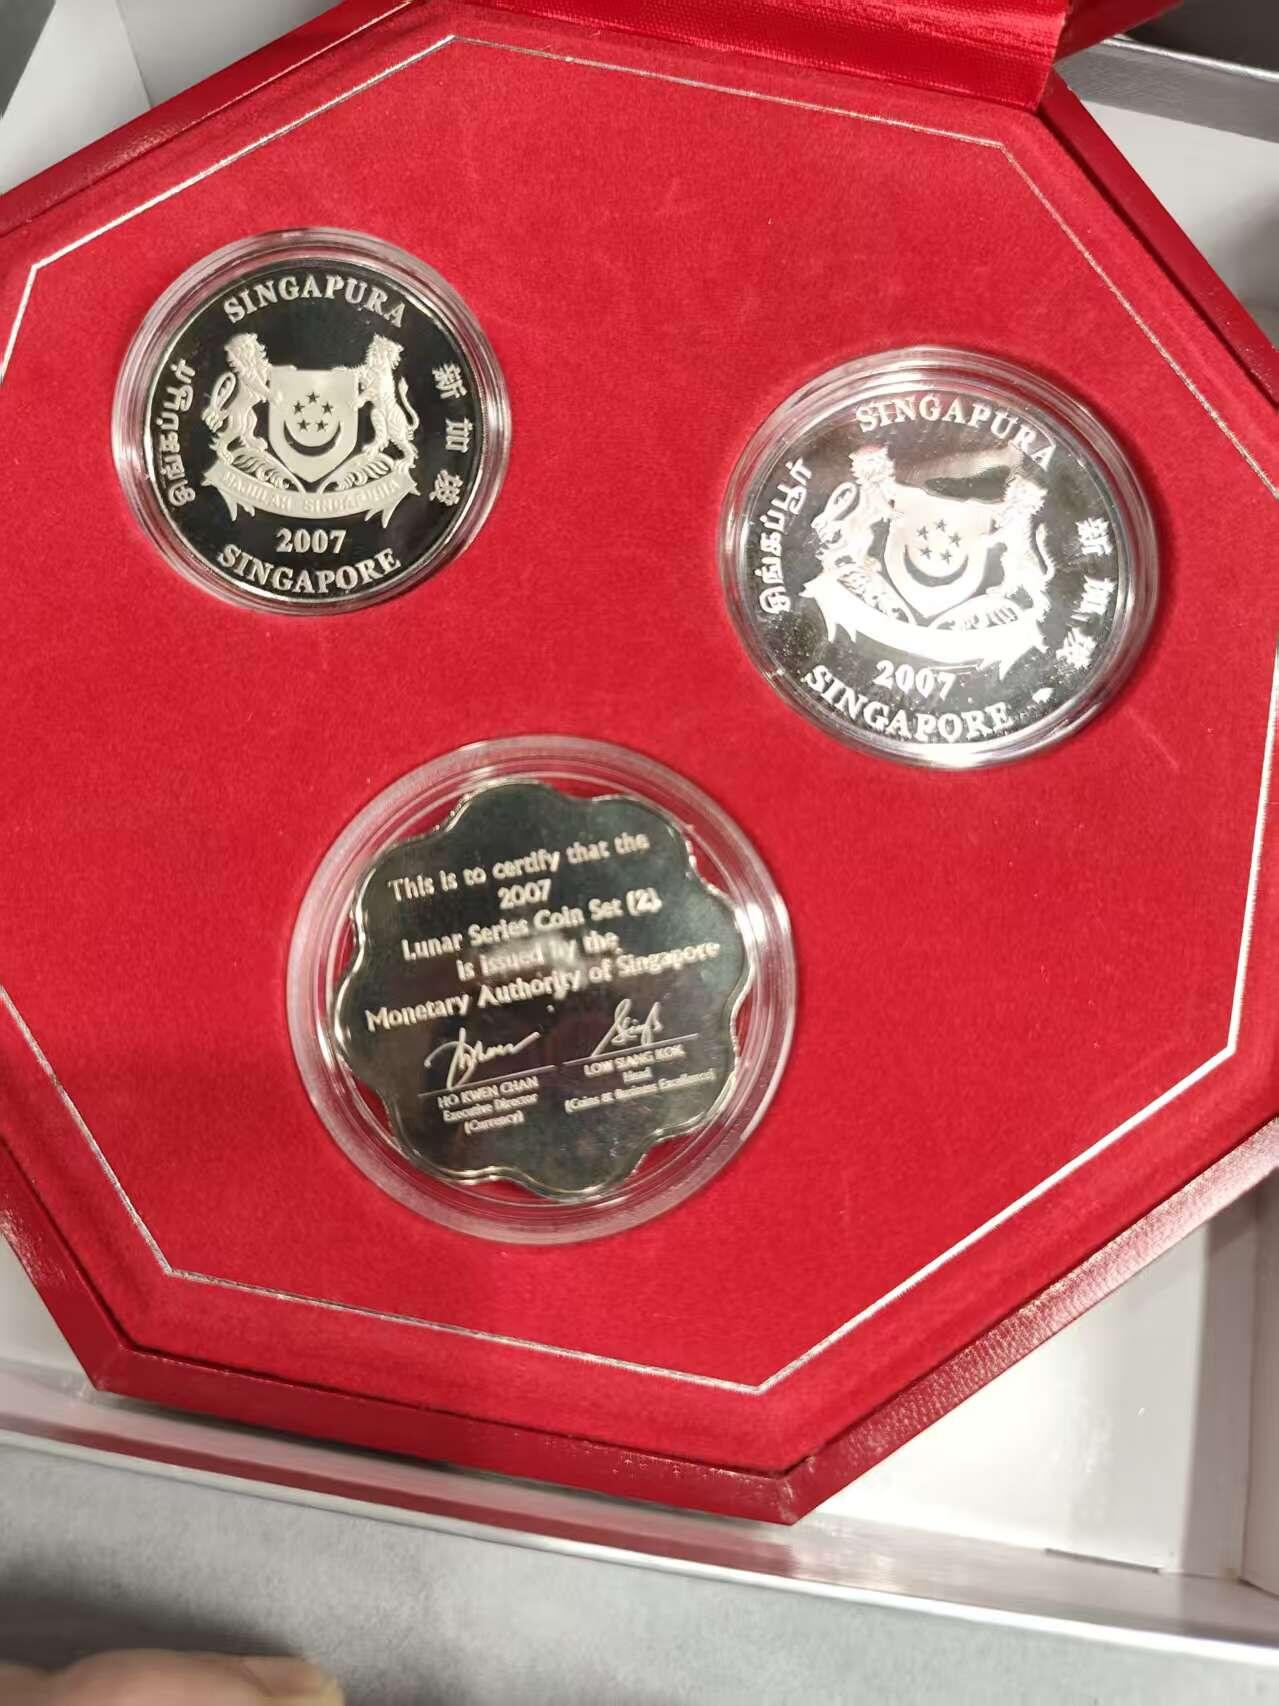 SINGAPURA
சிங்கப்பூர்
新加坡
MAJULAH SINGAPURA
2007
SINGAPORE
SINGAPURA
சிங்கப்பூர்
新加坡
2007
SINGAPORE
This is to certify that the
2007
Lunar Series Coin Set (2)
is issued by the
Monetary Authority of Singapore
HO KWEN CHAN
Executive Director
(Currency)
LOW SIANG KOK
Head
(Coins & Business Excellence)